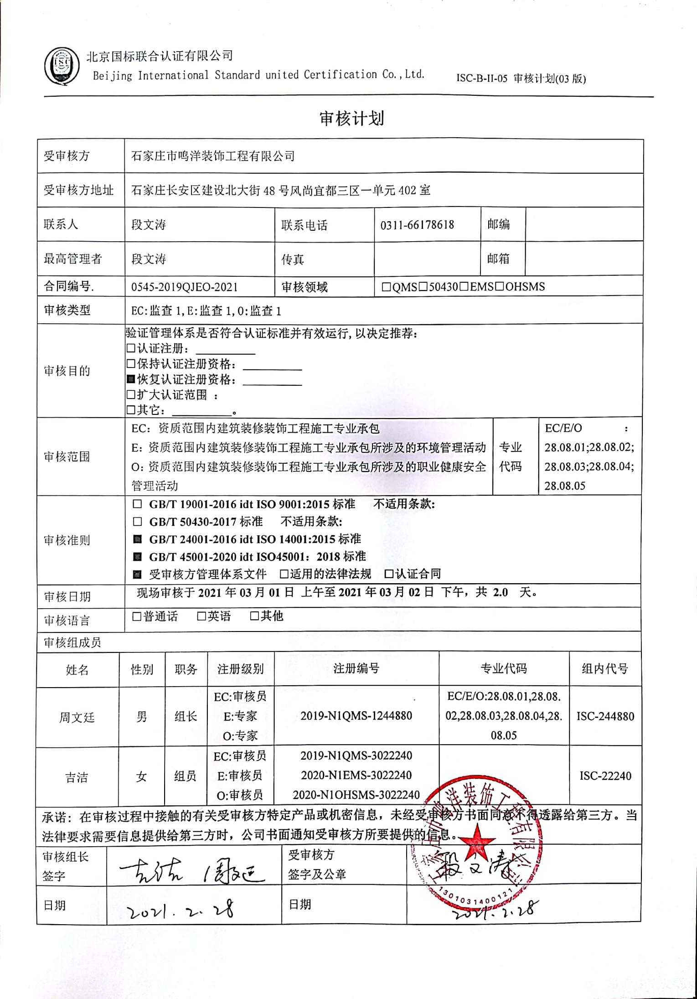 ISC
北京国标联合认证有限公司
Beijing International Standard united Certification Co.,Ltd.
ISC-B-II-05 审核计划(03 版)
审核计划
受审核方 石家庄市鸣洋装饰工程有限公司
受审核方地址 石家庄长安区建设北大街 48 号风尚宜都三区一单元 402 室
联系人 段文涛 联系电话 0311-66178618 邮编
最高管理者 段文涛 传真 邮箱
合同编号. 0545-2019QJEO-2021 审核领域 □QMS□50430□EMS□OHSMS
审核类型 EC:监查 1,E:监查 1,O:监查 1
审核目的
验证管理体系是否符合认证标准并有效运行,以决定推荐:
□认证注册:
□保持认证注册资格:
■恢复认证注册资格:
□扩大认证范围 :
□其它: 。
审核范围
EC: 资质范围内建筑装修装饰工程施工专业承包
E: 资质范围内建筑装修装饰工程施工专业承包所涉及的环境管理活动
O: 资质范围内建筑装修装饰工程施工专业承包所涉及的职业健康安全
管理活动
专业
代码
EC/E/O :
28.08.01;28.08.02;
28.08.03;28.08.04;
28.08.05
审核准则
□ GB/T 19001-2016 idt ISO 9001:2015 标准 不适用条款:
□ GB/T 50430-2017 标准 不适用条款:
■ GB/T 24001-2016 idt ISO 14001:2015 标准
■ GB/T 45001-2020 idt ISO45001: 2018 标准
■ 受审核方管理体系文件 □适用的法律法规 □认证合同
审核日期 现场审核于 2021 年 03 月 01 日 上午至 2021 年 03 月 02 日 下午, 共 2.0 天。
审核语言 □普通话 □英语 □其他
审核组成员
姓名 性别 职务 注册级别 注册编号 专业代码 组内代号
周文廷 男 组长
EC:审核员
E:专家
O:专家
2019-N1QMS-1244880
EC/E/O:28.08.01,28.08.
02,28.08.03,28.08.04,28.
08.05
ISC-244880
吉洁 女 组员
EC:审核员
E:审核员
O:审核员
2019-N1QMS-3022240
2020-N1EMS-3022240
2020-N1OHSMS-3022240
ISC-22240
承诺: 在审核过程中接触的有关受审核方特定产品或机密信息, 未经受审核方书面同意不得透露给第三方。当
法律要求需要信息提供给第三方时, 公司书面通知受审核方所要提供的信息。
审核组长
签字
吉洁 周文廷
受审核方
签字及公章
段文涛
石家庄市鸣洋装饰工程有限公司
1301031400121
日期 2021.2.28 日期 2021.2.28